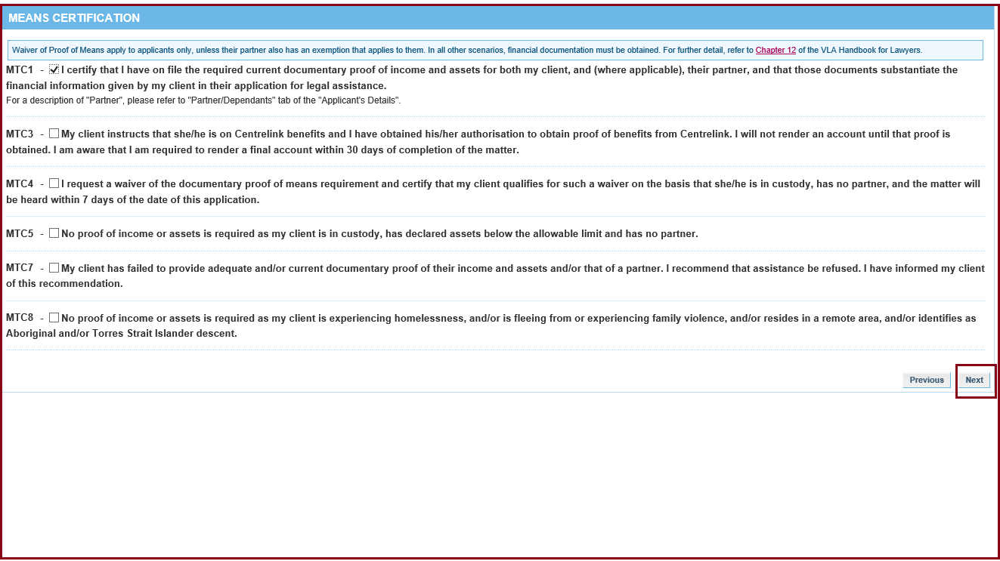 MEANS CERTIFICATION
Waiver of Proof of Means apply to applicants only, unless their partner also has an exemption that applies to them. In all other scenarios, financial documentation must be obtained. For further detail, refer to Chapter 12 of the VLA Handbook for Lawyers.
MTC1 - I certify that I have on file the required current documentary proof of income and assets for both my client, and (where applicable), their partner, and that those documents substantiate the
financial information given by my client in their application for legal assistance.
For a description of "Partner", please refer to "Partner/Dependants" tab of the "Applicant's Details".
MTC3 - My client instructs that she/he is on Centrelink benefits and I have obtained his/her authorisation to obtain proof of benefits from Centrelink. I will not render an account until that proof is
obtained. I am aware that I am required to render a final account within 30 days of completion of the matter.
MTC4 - I request a waiver of the documentary proof of means requirement and certify that my client qualifies for such a waiver on the basis that she/he is in custody, has no partner, and the matter will
be heard within 7 days of the date of this application.
MTC5 - No proof of income or assets is required as my client is in custody, has declared assets below the allowable limit and has no partner.
MTC7 - My client has failed to provide adequate and/or current documentary proof of their income and assets and/or that of a partner. I recommend that assistance be refused. I have informed my client
of this recommendation.
MTC8 - No proof of income or assets is required as my client is experiencing homelessness, and/or is fleeing from or experiencing family violence, and/or resides in a remote area, and/or identifies as
Aboriginal and/or Torres Strait Islander descent.
Previous Next